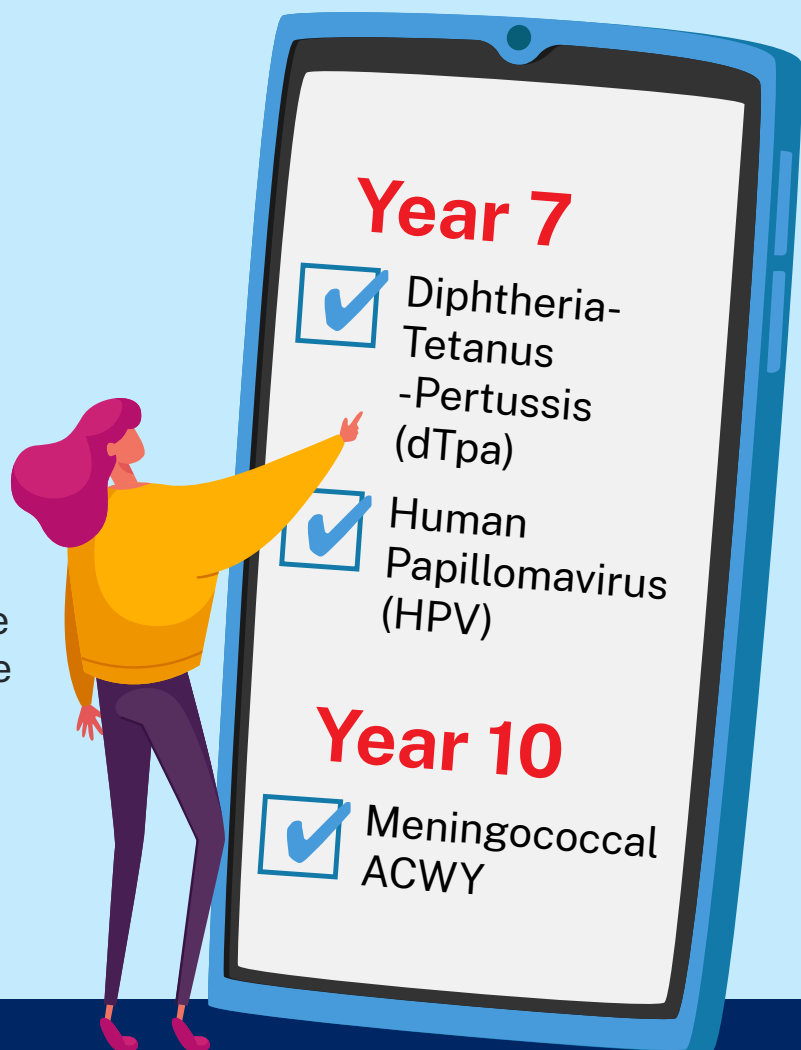 Year 7
Diphtheria-
Tetanus
-Pertussis
(dTpa)
Human
Papillomavirus
(HPV)
Year 10
Meningococcal
ACWY